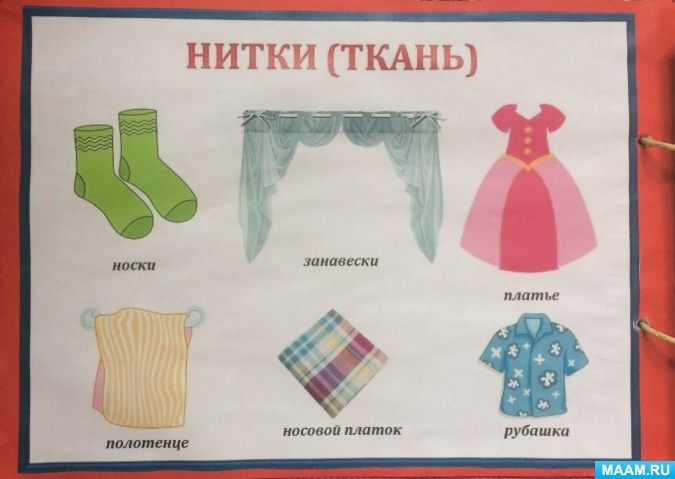 НИТКИ (ТКАНЬ)
носки
занавески
платье
полотенце
носовой платок
рубашка
MAAM.RU